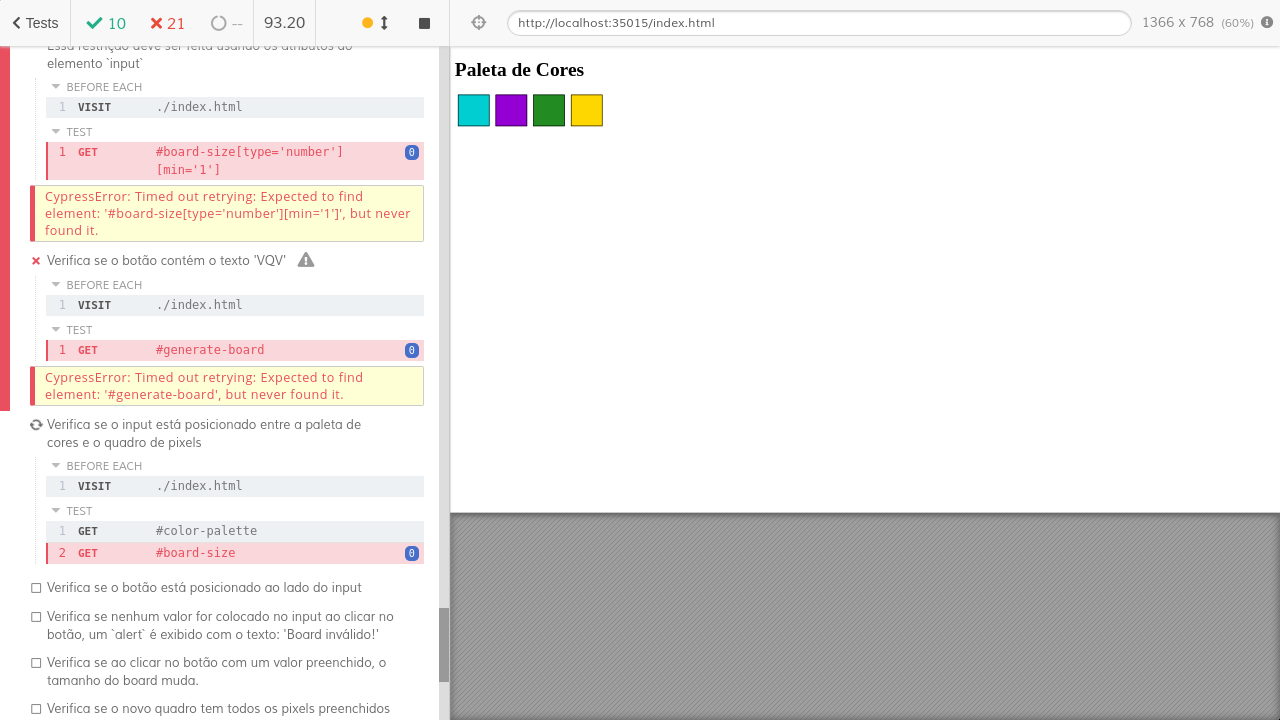 Tests
10
21
--
93.20
http://localhost:35015/index.html
1366 x 768 (60%)
Essa restrição deve ser feita usando os atributos do
elemento `input`
BEFORE EACH
1 VISIT ./index.html
TEST
1 GET #board-size[type='number']
[min='1']
0
CypressError: Timed out retrying: Expected to find
element: '#board-size[type='number'][min='1']', but never
found it.
Verifica se o botão contém o texto 'VQV'
BEFORE EACH
1 VISIT ./index.html
TEST
1 GET #generate-board 0
CypressError: Timed out retrying: Expected to find
element: '#generate-board', but never found it.
Verifica se o input está posicionado entre a paleta de
cores e o quadro de pixels
BEFORE EACH
1 VISIT ./index.html
TEST
1 GET #color-palette
2 GET #board-size 0
Verifica se o botão está posicionado ao lado do input
Verifica se nenhum valor for colocado no input ao clicar no
botão, um `alert` é exibido com o texto: 'Board inválido!'
Verifica se ao clicar no botão com um valor preenchido, o
tamanho do board muda.
Verifica se o novo quadro tem todos os pixels preenchidos
Paleta de Cores